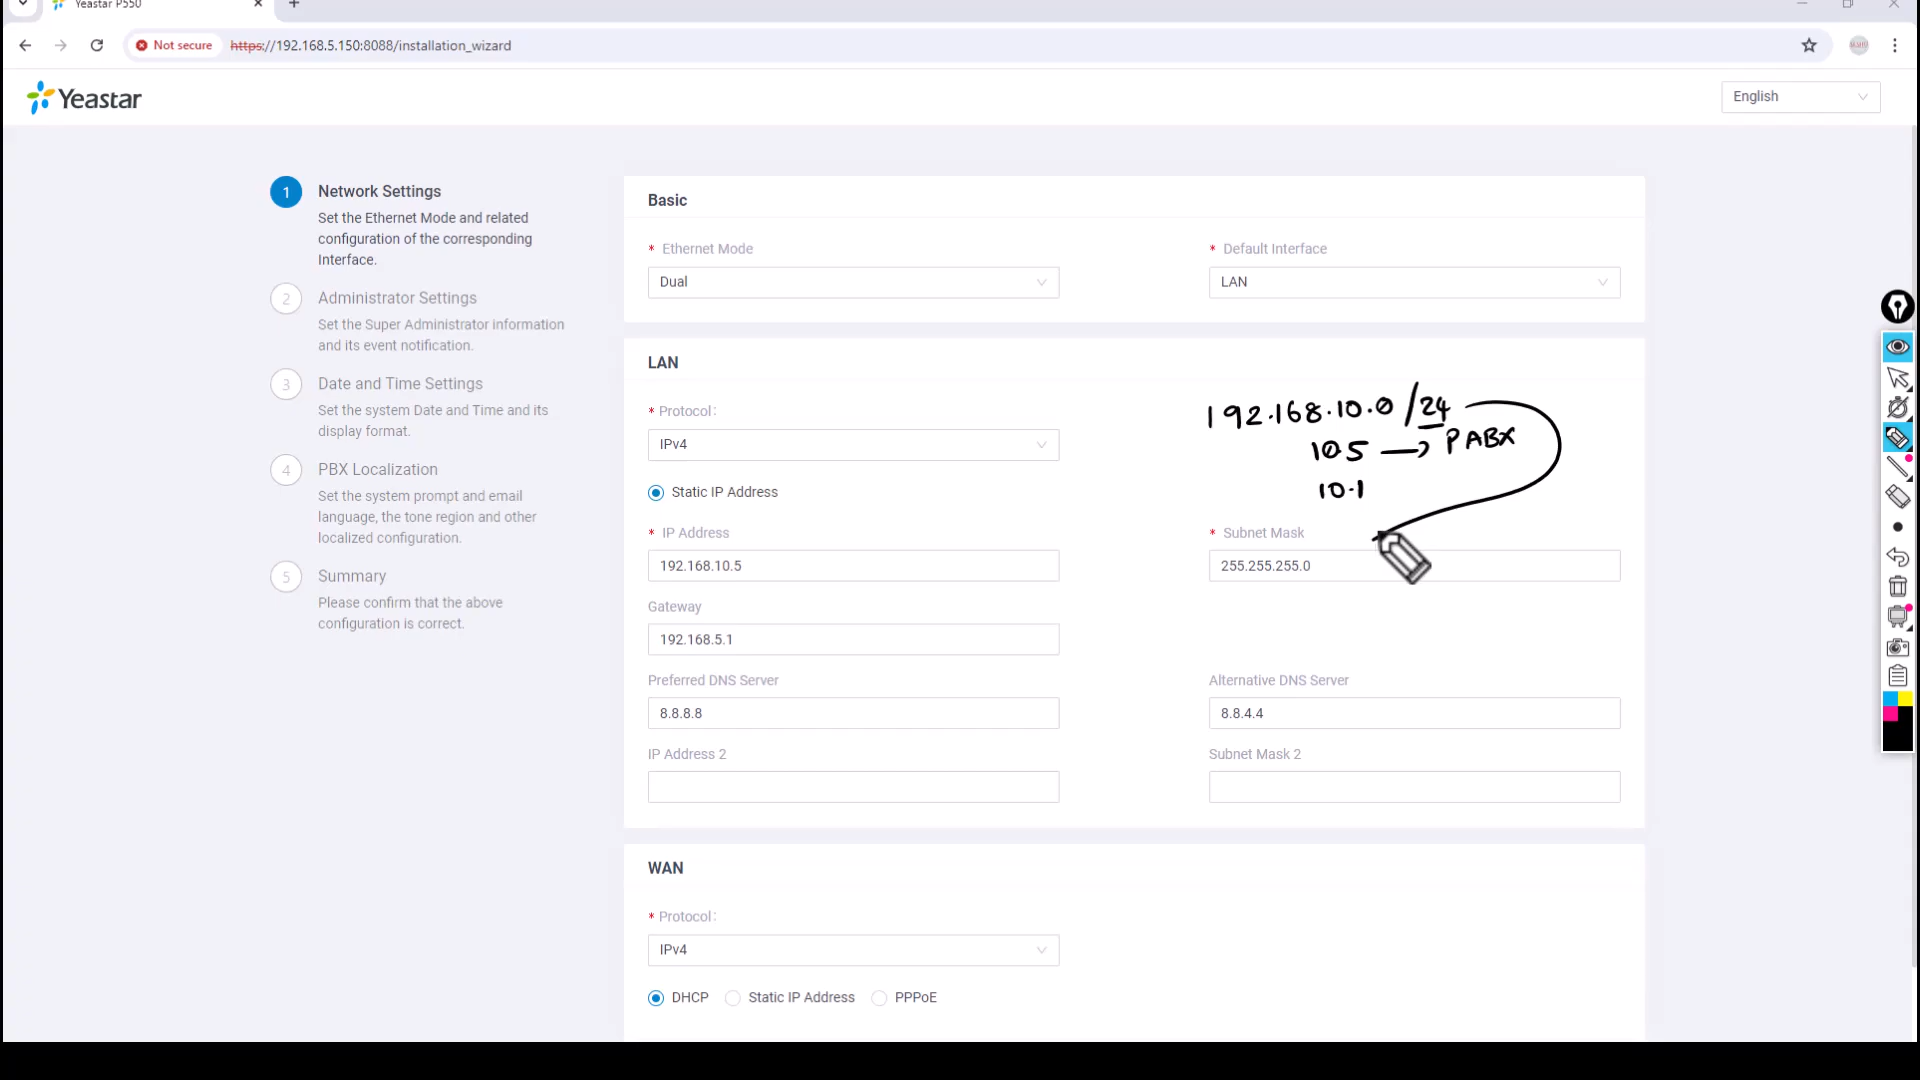 Yeastar P550
Not secure
https://192.168.5.150:8088/installation_wizard
Yeastar
English
1
Network Settings
Set the Ethernet Mode and related
configuration of the corresponding
Interface.
2
Administrator Settings
Set the Super Administrator information
and its event notification.
3
Date and Time Settings
Set the system Date and Time and its
display format.
4
PBX Localization
Set the system prompt and email
language, the tone region and other
localized configuration.
5
Summary
Please confirm that the above
configuration is correct.
Basic
* Ethernet Mode
Dual
* Default Interface
LAN
LAN
* Protocol:
IPv4
192.168.10.0/24
10.5 → PABX
10.1
Static IP Address
* IP Address
192.168.10.5
* Subnet Mask
255.255.255.0
Gateway
192.168.5.1
Preferred DNS Server
8.8.8.8
Alternative DNS Server
8.8.4.4
IP Address 2
Subnet Mask 2
WAN
* Protocol:
IPv4
DHCP
Static IP Address
PPPoE